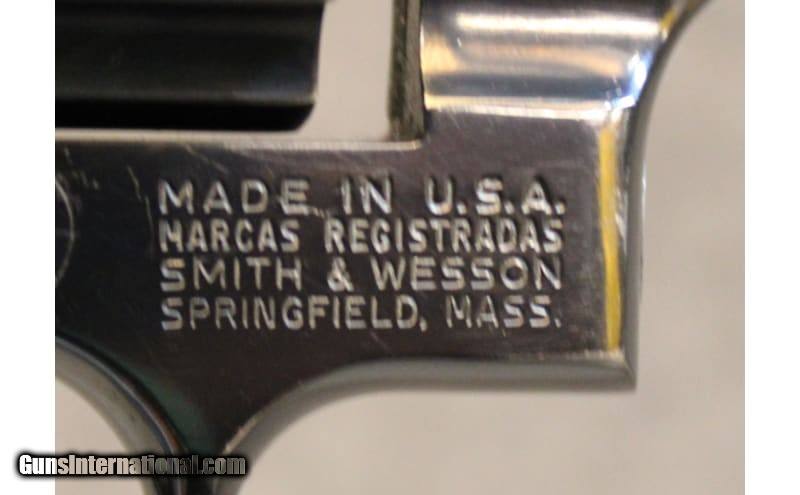 MADE IN U.S.A.
MARCAS REGISTRADAS
SMITH & WESSON
SPRINGFIELD, MASS.
GunsInternational.com